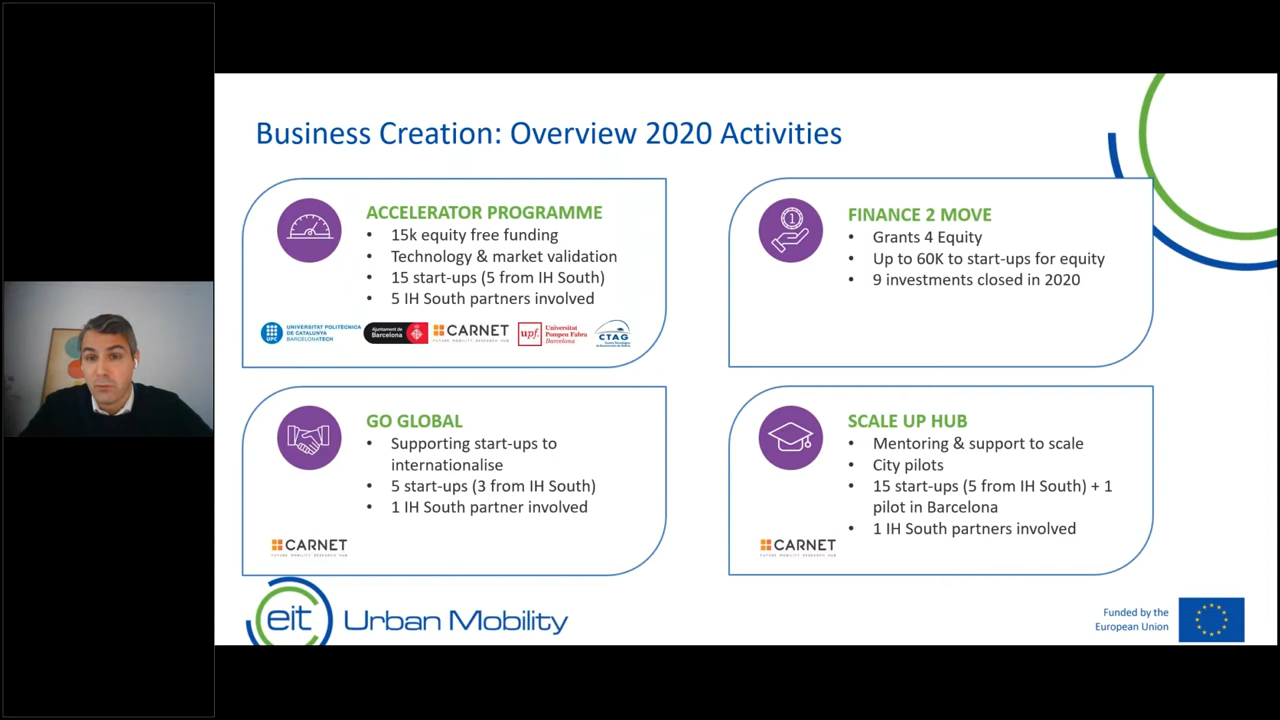 Business Creation: Overview 2020 Activities
ACCELERATOR PROGRAMME
• 15k equity free funding
• Technology & market validation
• 15 start-ups (5 from IH South)
• 5 IH South partners involved
UPC
UNIVERSITAT POLITÈCNICA
DE CATALUNYA
BARCELONATECH
Ajuntament de
Barcelona
CARNET
FUTURE MOBILITY RESEARCH HUB
upf.
Universitat
Pompeu Fabra
Barcelona
CTAG
FINANCE 2 MOVE
• Grants 4 Equity
• Up to 60K to start-ups for equity
• 9 investments closed in 2020
GO GLOBAL
• Supporting start-ups to
internationalise
• 5 start-ups (3 from IH South)
• 1 IH South partner involved
CARNET
FUTURE MOBILITY RESEARCH HUB
SCALE UP HUB
• Mentoring & support to scale
• City pilots
• 15 start-ups (5 from IH South) + 1
pilot in Barcelona
• 1 IH South partners involved
CARNET
FUTURE MOBILITY RESEARCH HUB
eit Urban Mobility
Funded by the
European Union